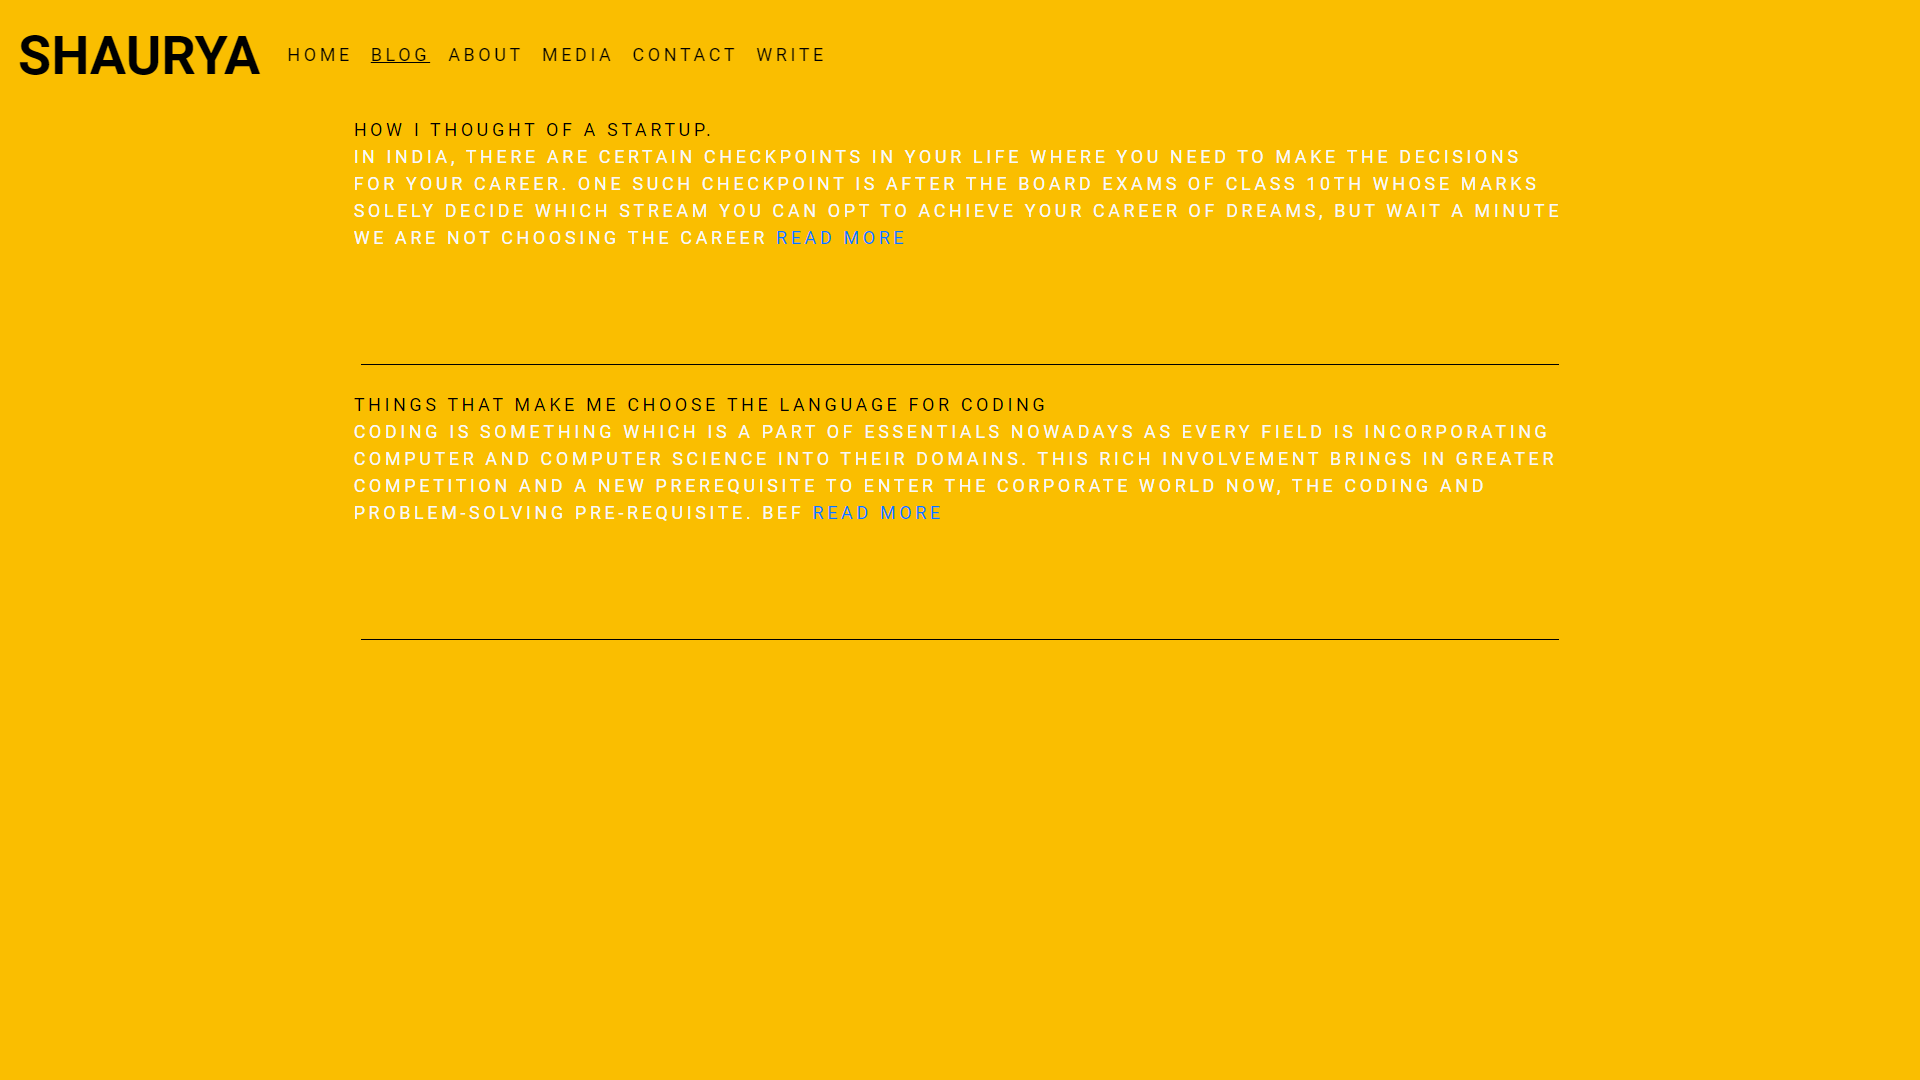 SHAURYA HOME BLOG ABOUT MEDIA CONTACT WRITE
HOW I THOUGHT OF A STARTUP.
IN INDIA, THERE ARE CERTAIN CHECKPOINTS IN YOUR LIFE WHERE YOU NEED TO MAKE THE DECISIONS
FOR YOUR CAREER. ONE SUCH CHECKPOINT IS AFTER THE BOARD EXAMS OF CLASS 10TH WHOSE MARKS
SOLELY DECIDE WHICH STREAM YOU CAN OPT TO ACHIEVE YOUR CAREER OF DREAMS, BUT WAIT A MINUTE
WE ARE NOT CHOOSING THE CAREER READ MORE
THINGS THAT MAKE ME CHOOSE THE LANGUAGE FOR CODING
CODING IS SOMETHING WHICH IS A PART OF ESSENTIALS NOWADAYS AS EVERY FIELD IS INCORPORATING
COMPUTER AND COMPUTER SCIENCE INTO THEIR DOMAINS. THIS RICH INVOLVEMENT BRINGS IN GREATER
COMPETITION AND A NEW PREREQUISITE TO ENTER THE CORPORATE WORLD NOW, THE CODING AND
PROBLEM-SOLVING PRE-REQUISITE. BEF READ MORE